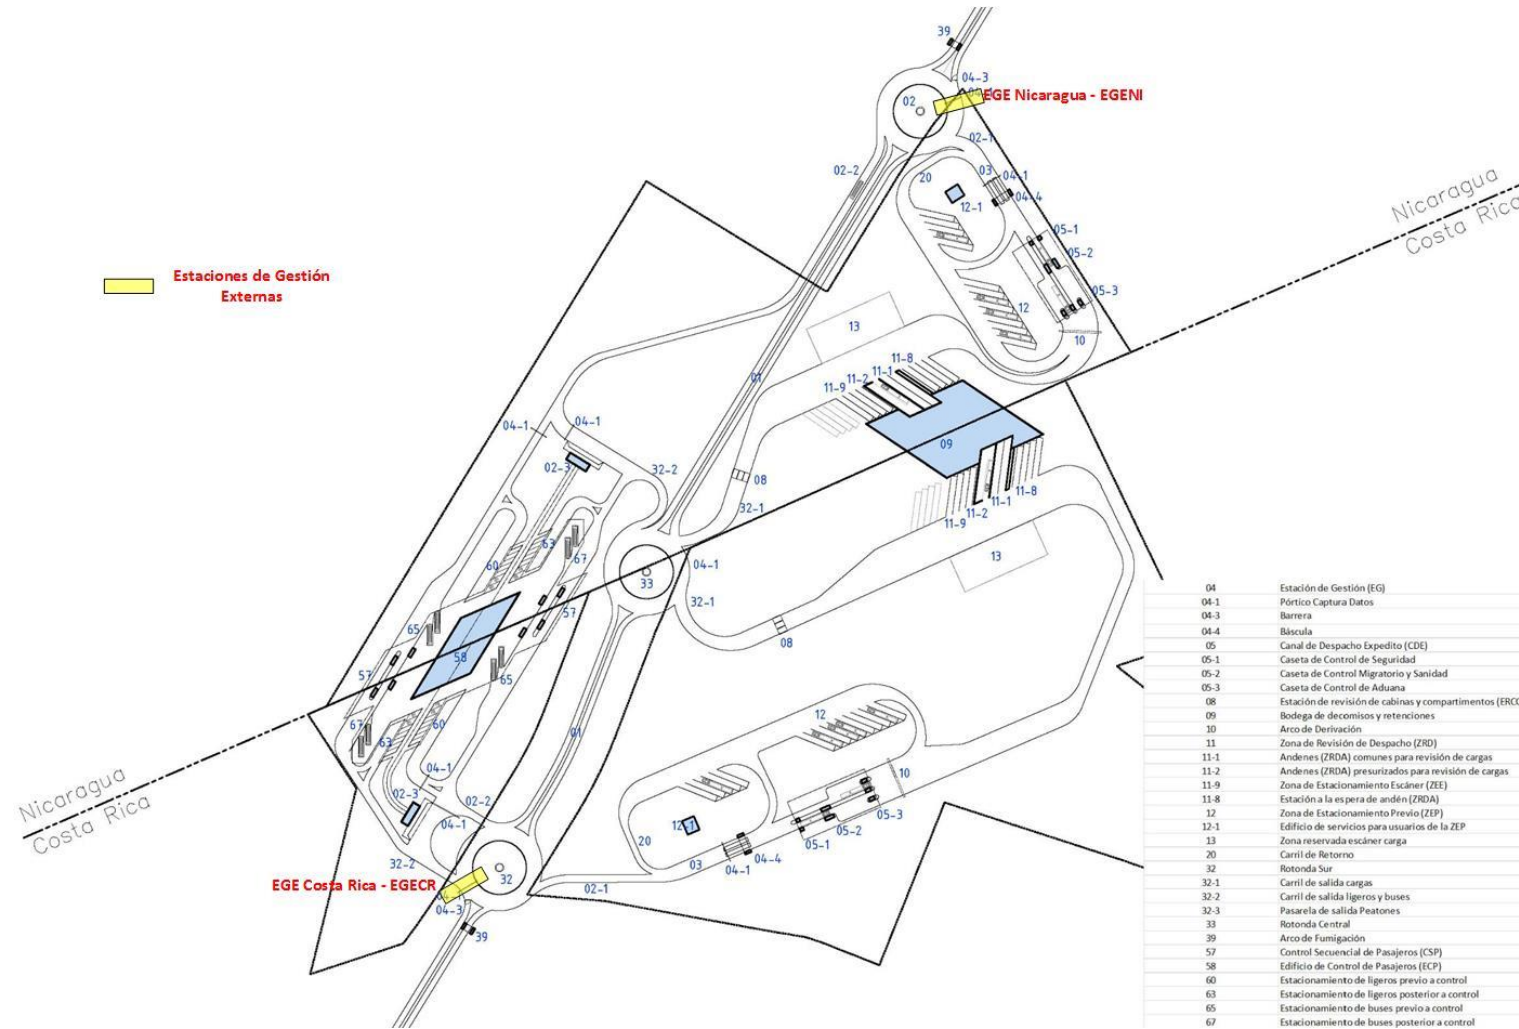 39
04-3
EGE Nicaragua - EGENI
02
02-1
02-2
20
03
04-1
04-4
12-1
05-1
05-2
05-3
12
10
Nicaragua
Costa Rica
Estaciones de Gestión
Externas
13
11-8
11-1
11-2
11-9
01
09
04-1
04-1
02-3
32-2
08
32-1
11-8
11-1
11-2
11-9
13
60
63
67
33
04-1
32-1
57
08
65
58
65
57
67
63
60
01
12
10
04-1
02-3
02-2
04-1
32-2
12-1
20
05-3
05-2
05-1
04-4
04-1
03
02-1
32
EGE Costa Rica - EGECR
04-3
39
Nicaragua
Costa Rica
04 Estación de Gestión (EG)
04-1 Pórtico Captura Datos
04-3 Barrera
04-4 Báscula
05 Canal de Despacho Expedito (CDE)
05-1 Caseta de Control de Seguridad
05-2 Caseta de Control Migratorio y Sanidad
05-3 Caseta de Control de Aduana
08 Estación de revisión de cabinas y compartimentos (ERCO
09 Bodega de decomisos y retenciones
10 Arco de Derivación
11 Zona de Revisión de Despacho (ZRD)
11-1 Andenes (ZRDA) comunes para revisión de cargas
11-2 Andenes (ZRDA) presurizados para revisión de cargas
11-9 Zona de Estacionamiento Escáner (ZEE)
11-8 Estación a la espera de andén (ZRDA)
12 Zona de Estacionamiento Previo (ZEP)
12-1 Edificio de servicios para usuarios de la ZEP
13 Zona reservada escáner carga
20 Carril de Retorno
32 Rotonda Sur
32-1 Carril de salida cargas
32-2 Carril de salida ligeros y buses
32-3 Pasarela de salida Peatones
33 Rotonda Central
39 Arco de Fumigación
57 Control Secuencial de Pasajeros (CSP)
58 Edificio de Control de Pasajeros (ECP)
60 Estacionamiento de ligeros previo a control
63 Estacionamiento de ligeros posterior a control
65 Estacionamiento de buses previo a control
67 Estacionamiento de buses posterior a control